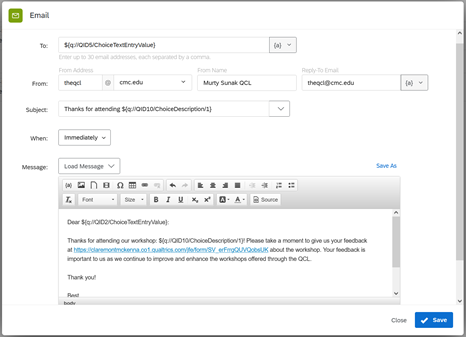 Email
To: ${q://QID5/ChoiceTextEntryValue} {a}
Enter up to 30 email addresses, each separated by a comma.
From Address From Name Reply-To Email
From: theqcl @ cmc.edu Murty Sunak QCL theqcl@cmc.edu {a}
Subject: Thanks for attending ${q://QID10/ChoiceDescription/1}
When: Immediately
Message: Load Message Save As
{a}
Font Size B I U X₂ X² A A Source
Dear ${q://QID2/ChoiceTextEntryValue}:
Thanks for attending our workshop: ${q://QID10/ChoiceDescription/1}! Please take a moment to give us your feedback
at https://claremontmckenna.co1.qualtrics.com/jfe/form/ about the workshop. Your feedback is
important to us as we continue to improve and enhance the workshops offered through the QCL.
Thank you!
Best
body
Close Save